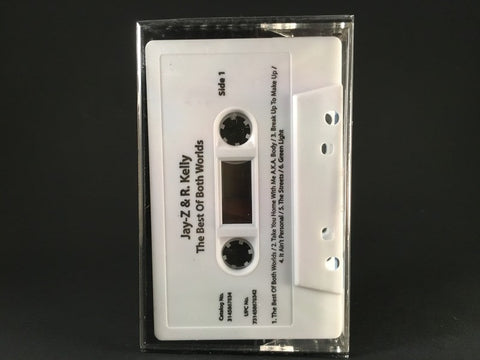 Jay-Z & R. Kelly
The Best Of Both Worlds
Side 1
Catalog No.
3145867834
UPC No.
731458678342
1. The Best Of Both Worlds / 2. Take You Home With Me A.K.A. Body / 3. Break Up To Make Up /
4. It Ain't Personal / 5. The Streets / 6. Green Light